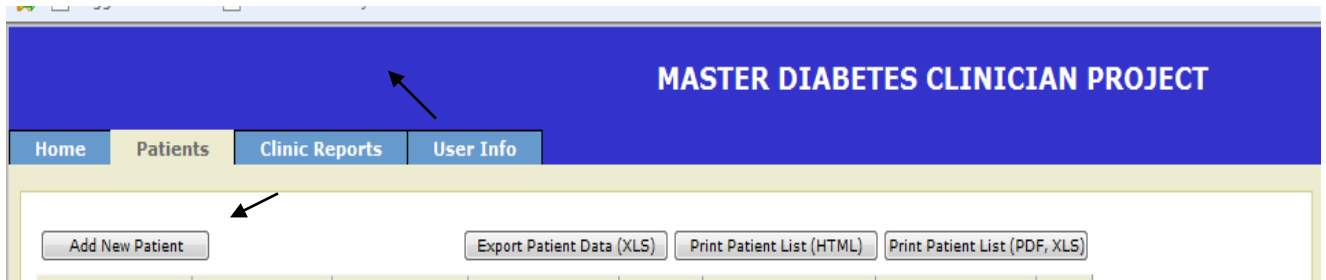 MASTER DIABETES CLINICIAN PROJECT
Home Patients Clinic Reports User Info
Add New Patient Export Patient Data (XLS) Print Patient List (HTML) Print Patient List (PDF, XLS)